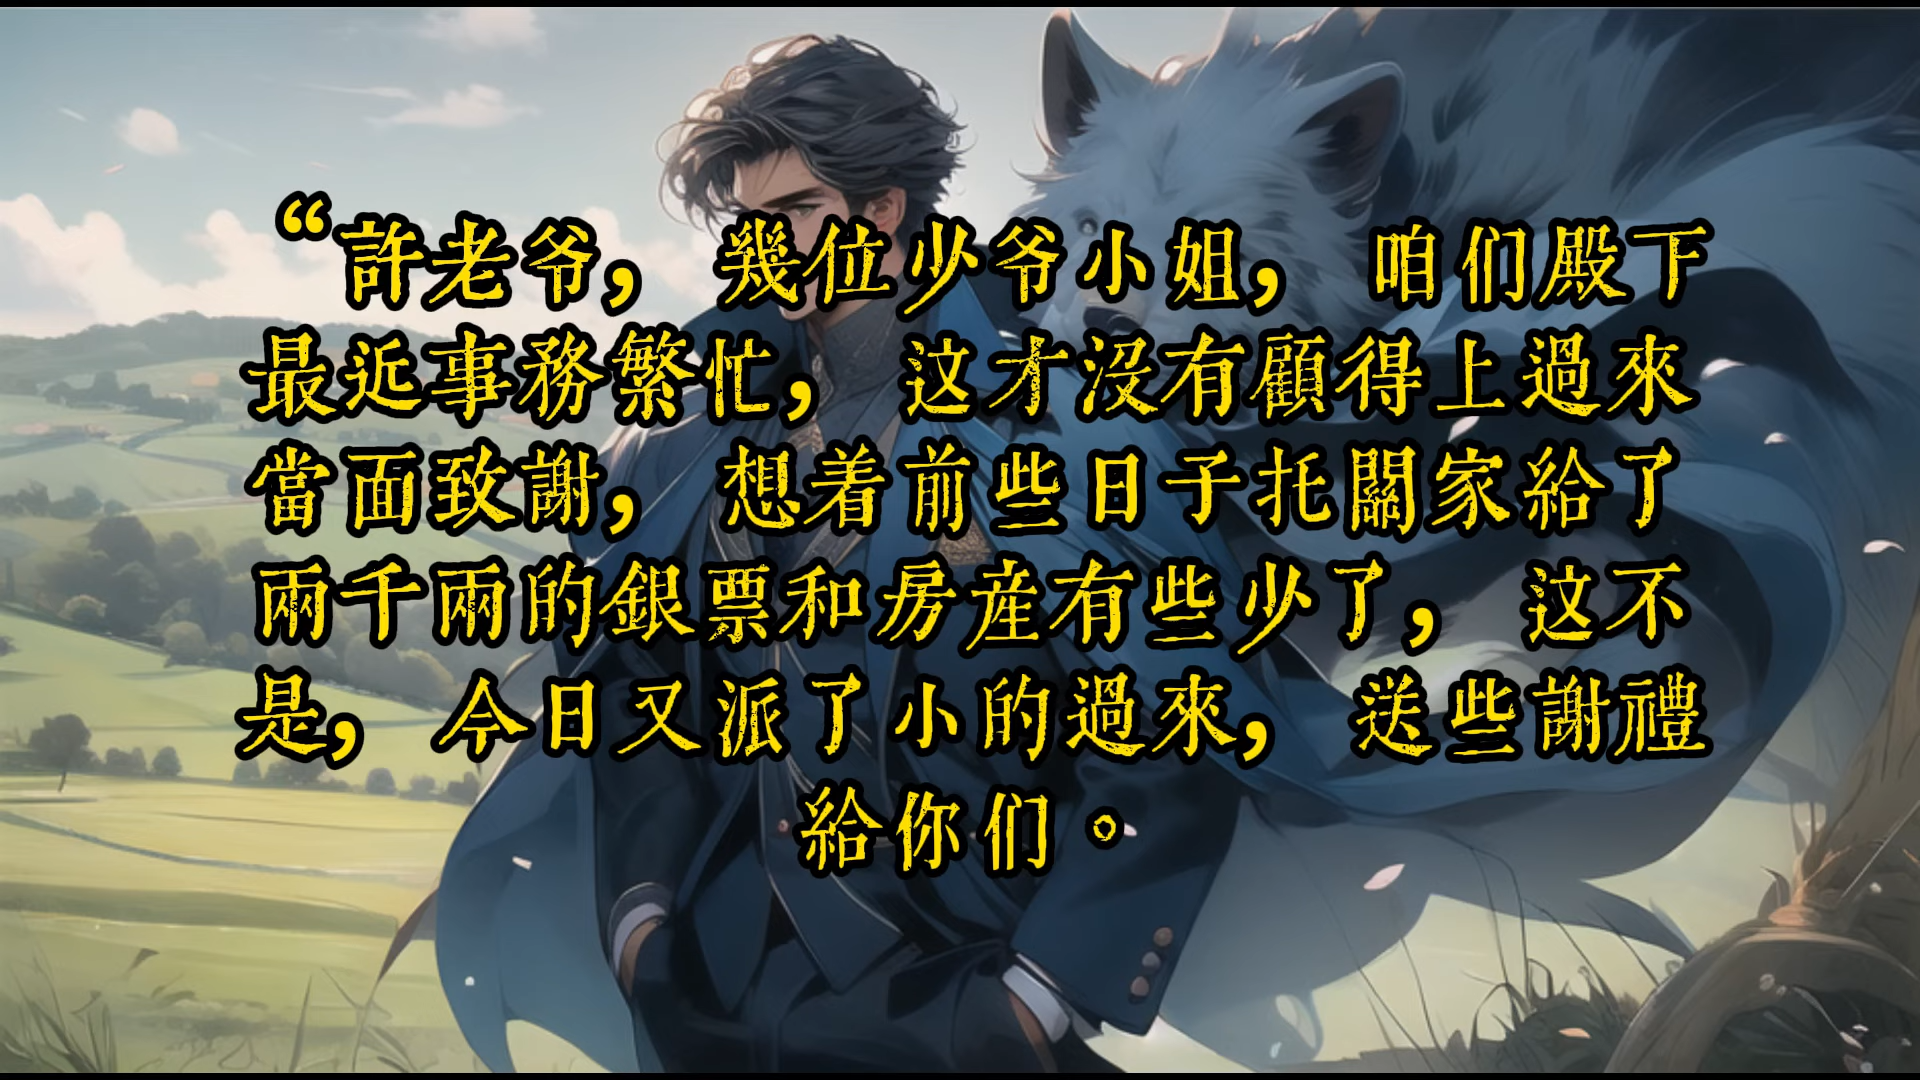 “許老爷，幾位少爷小姐，咱们殿下
最近事務繁忙，这才没有顧得上過來
當面致謝，想着前些日子托關家給了
兩千兩的銀票和房産有些少了，这不
是，今日又派了小的過來，送些謝禮
給你们。